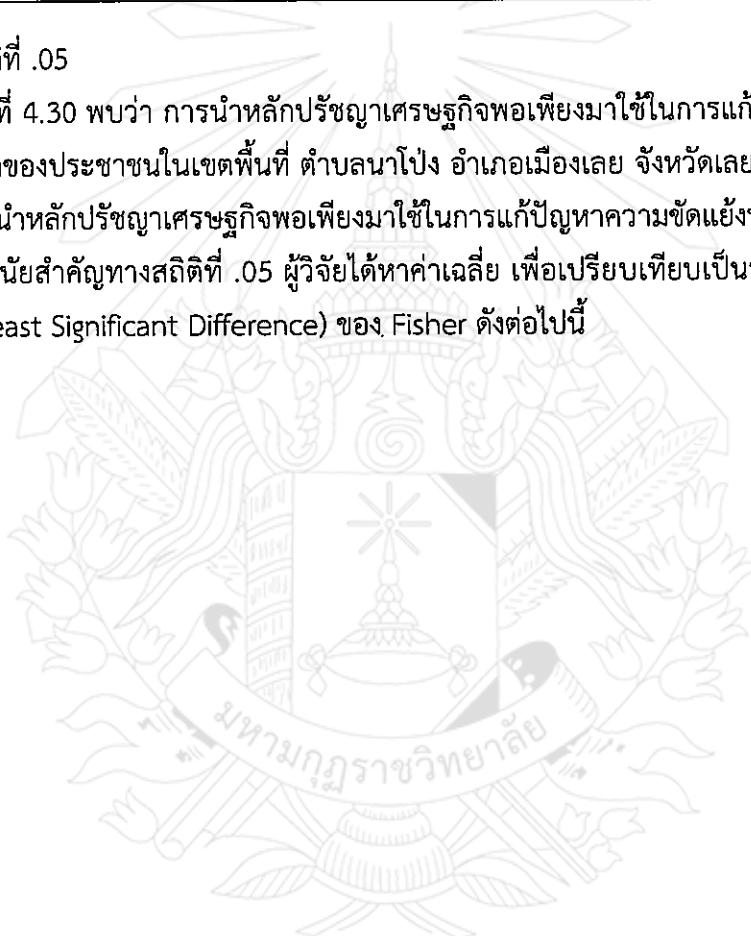 ที่ .05
ที่ 4.30 พบว่า การนำหลักปรัชญาเศรษฐกิจพอเพียงมาใช้ในการแก้
ของประชาชนในเขตพื้นที่ ตำบลนาโป่ง อำเภอเมืองเลย จังหวัดเลย
นำหลักปรัชญาเศรษฐกิจพอเพียงมาใช้ในการแก้ปัญหาความขัดแย้ง
นัยสำคัญทางสถิติที่ .05 ผู้วิจัยได้หาค่าเฉลี่ย เพื่อเปรียบเทียบเป็น
east Significant Difference) ของ Fisher ดังต่อไปนี้
มหามกุฏราชวิทยาลัย